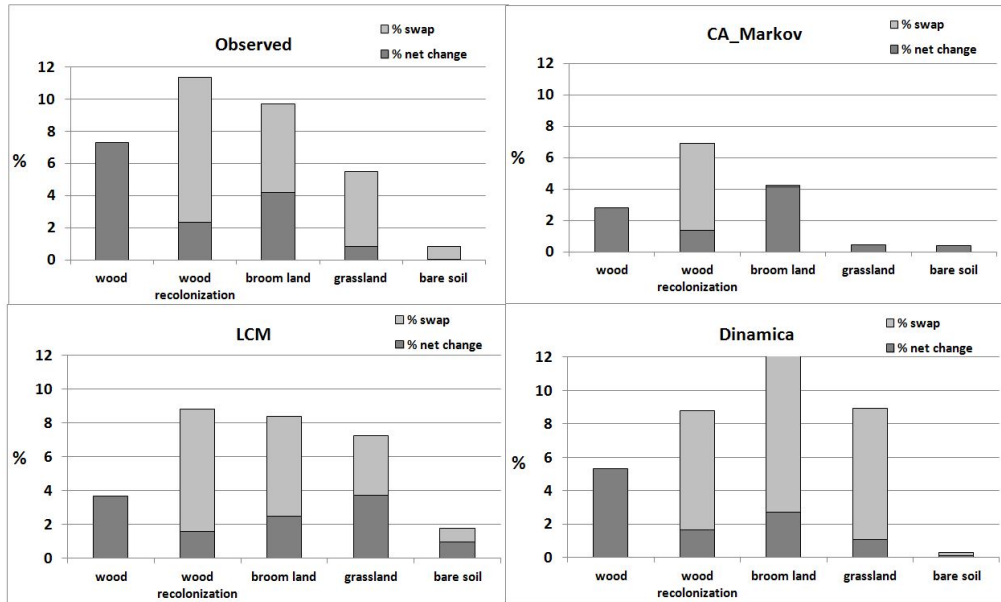 Observed
% swap
% net change
12
10
8
6
4
2
0
%
wood
wood recolonization
broom land
grassland
bare soil
CA_Markov
% swap
% net change
12
10
8
6
4
2
0
%
wood
wood recolonization
broom land
grassland
bare soil
LCM
% swap
% net change
12
10
8
6
4
2
0
%
wood
wood recolonization
broom land
grassland
bare soil
Dinamica
% swap
% net change
12
10
8
6
4
2
0
%
wood
wood recolonization
broom land
grassland
bare soil